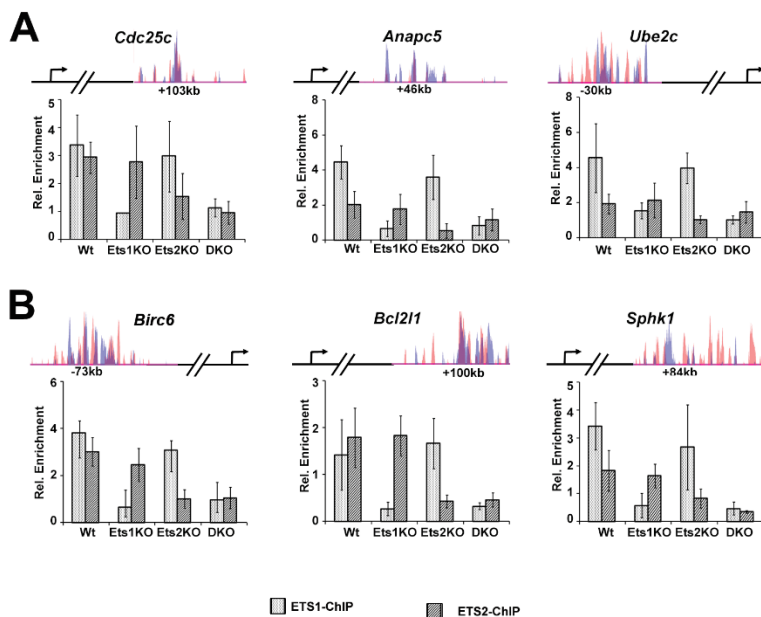 A
Cdc25c
Anapc5
Ube2c
+103kb
+46kb
-30kb
Rel. Enrichment
5
4
3
2
1
0
Wt Ets1KO Ets2KO DKO
Rel. Enrichment
8
6
4
2
0
Wt Ets1KO Ets2KO DKO
Rel. Enrichment
8
6
4
2
0
Wt Ets1KO Ets2KO DKO
B
Birc6
Bcl2l1
Sphk1
-73kb
+100kb
+84kb
Rel. Enrichment
6
4
2
0
Wt Ets1KO Ets2KO DKO
Rel. Enrichment
3
2
1
0
Wt Ets1KO Ets2KO DKO
Rel. Enrichment
5
4
3
2
1
0
Wt Ets1KO Ets2KO DKO
ETS1-ChIP
ETS2-ChIP